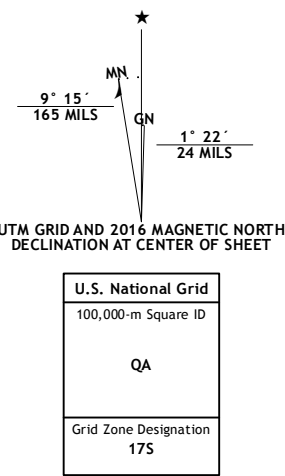 MN
9° 15´
165 MILS
GN
1° 22´
24 MILS
UTM GRID AND 2016 MAGNETIC NORTH
DECLINATION AT CENTER OF SHEET
U.S. National Grid
100,000-m Square ID
QA
Grid Zone Designation
17S